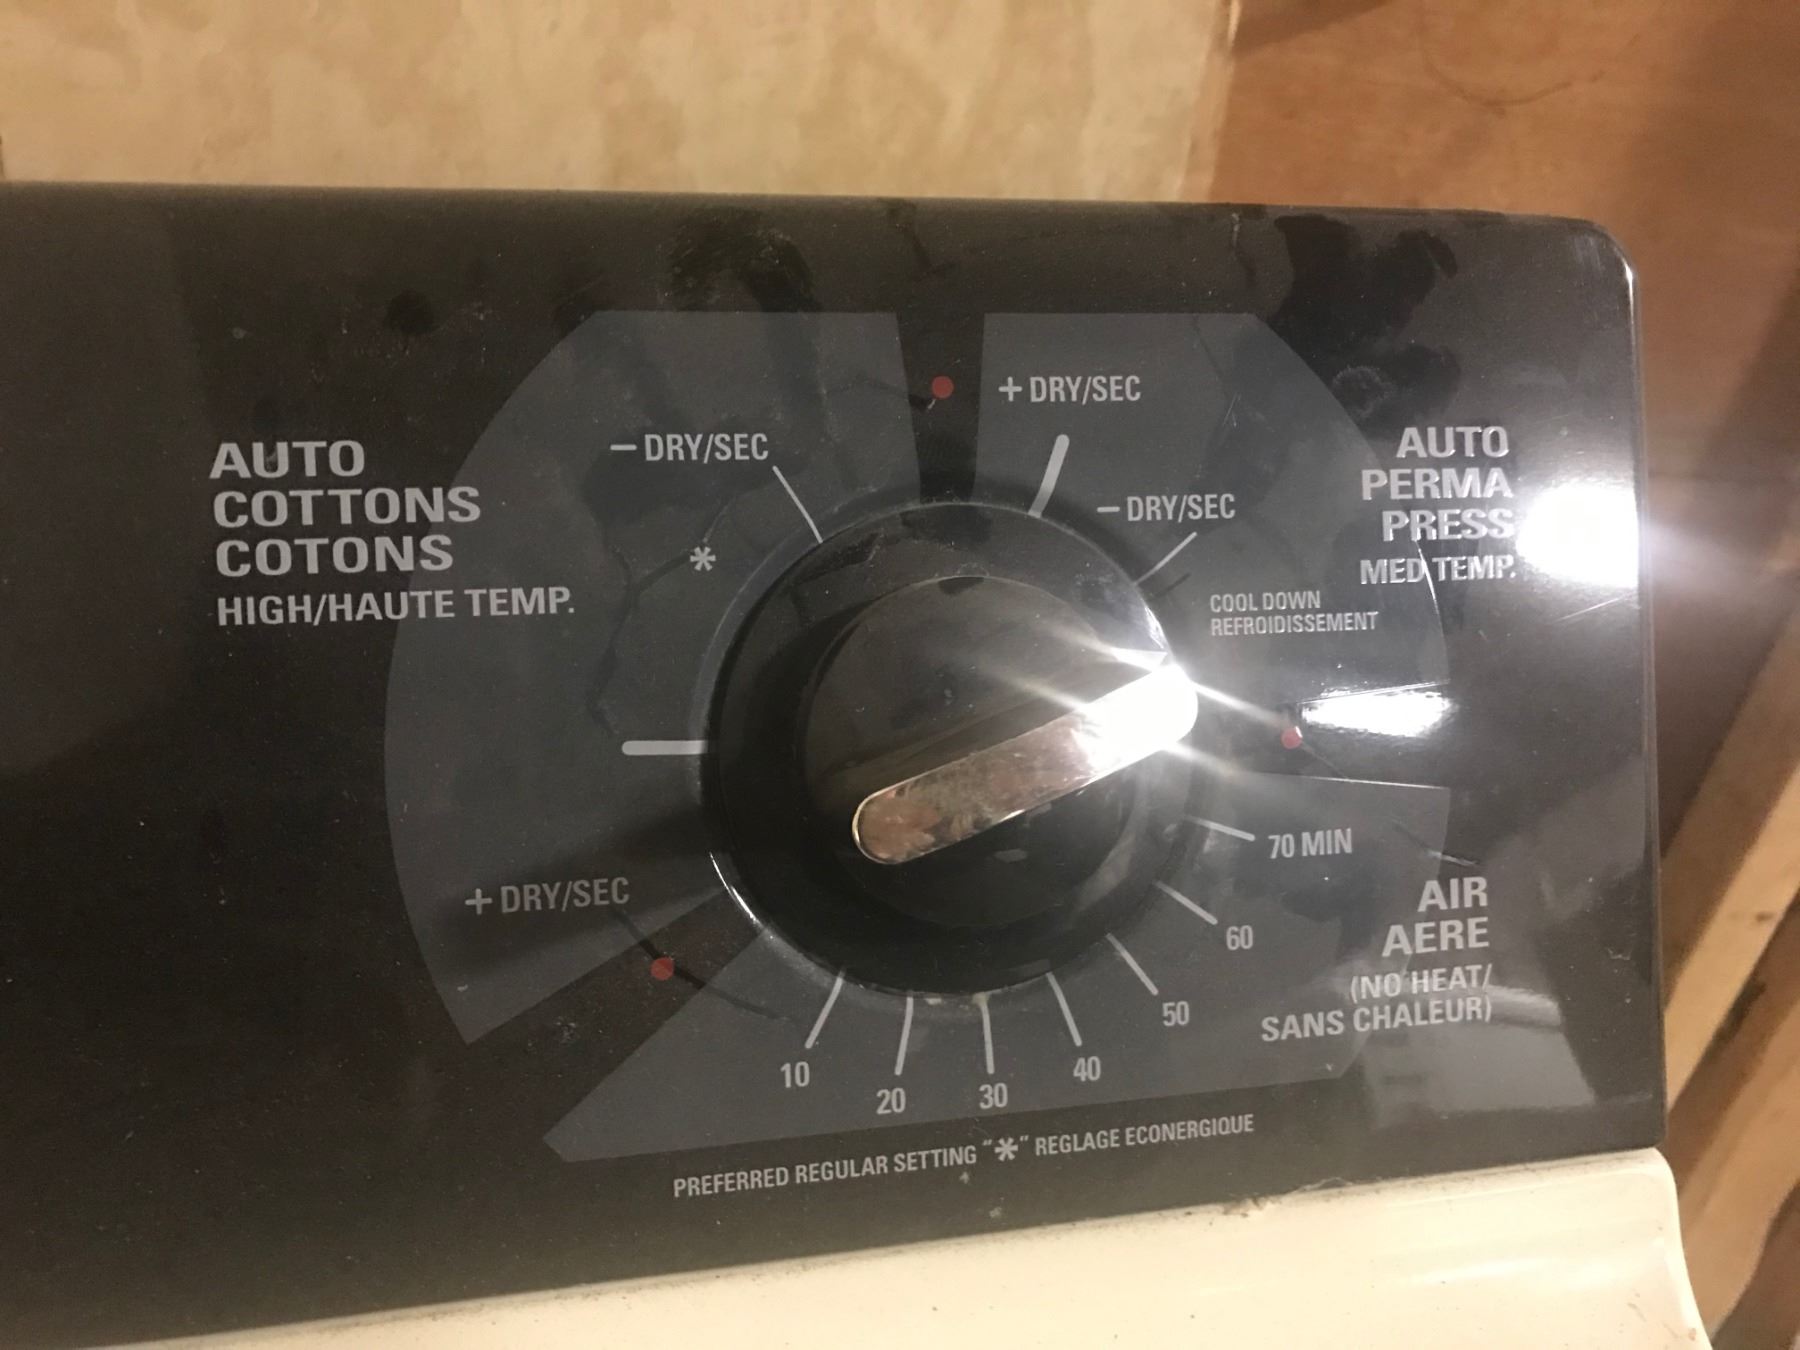 AUTO
COTTONS
COTONS
HIGH/HAUTE TEMP.
– DRY/SEC
*
+ DRY/SEC
+ DRY/SEC
– DRY/SEC
AUTO
PERMA
PRESS
MED TEMP.
COOL DOWN
REFROIDISSEMENT
70 MIN
60
50
40
30
20
10
AIR
AERE
(NO HEAT/
SANS CHALEUR)
PREFERRED REGULAR SETTING "*" REGLAGE ECONERGIQUE